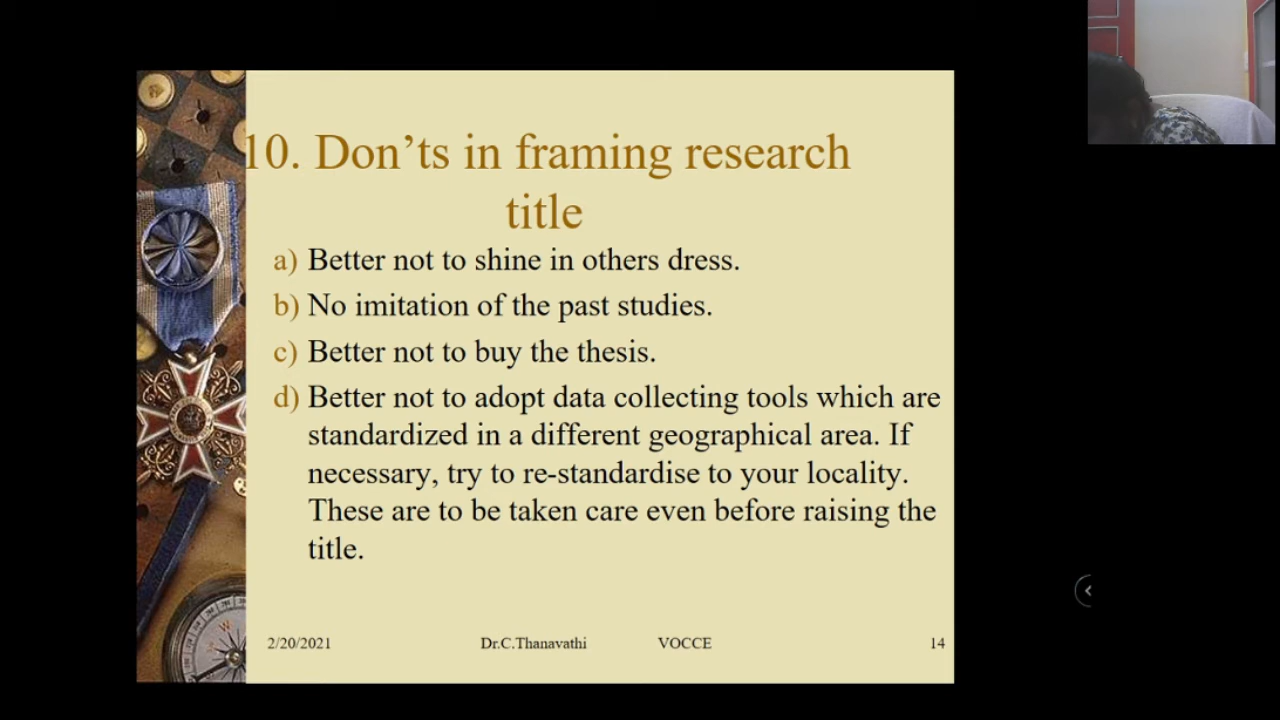 10. Don’ts in framing research
title
a) Better not to shine in others dress.
b) No imitation of the past studies.
c) Better not to buy the thesis.
d) Better not to adopt data collecting tools which are
standardized in a different geographical area. If
necessary, try to re-standardise to your locality.
These are to be taken care even before raising the
title.
2/20/2021 Dr.C.Thanavathi VOCCE 14